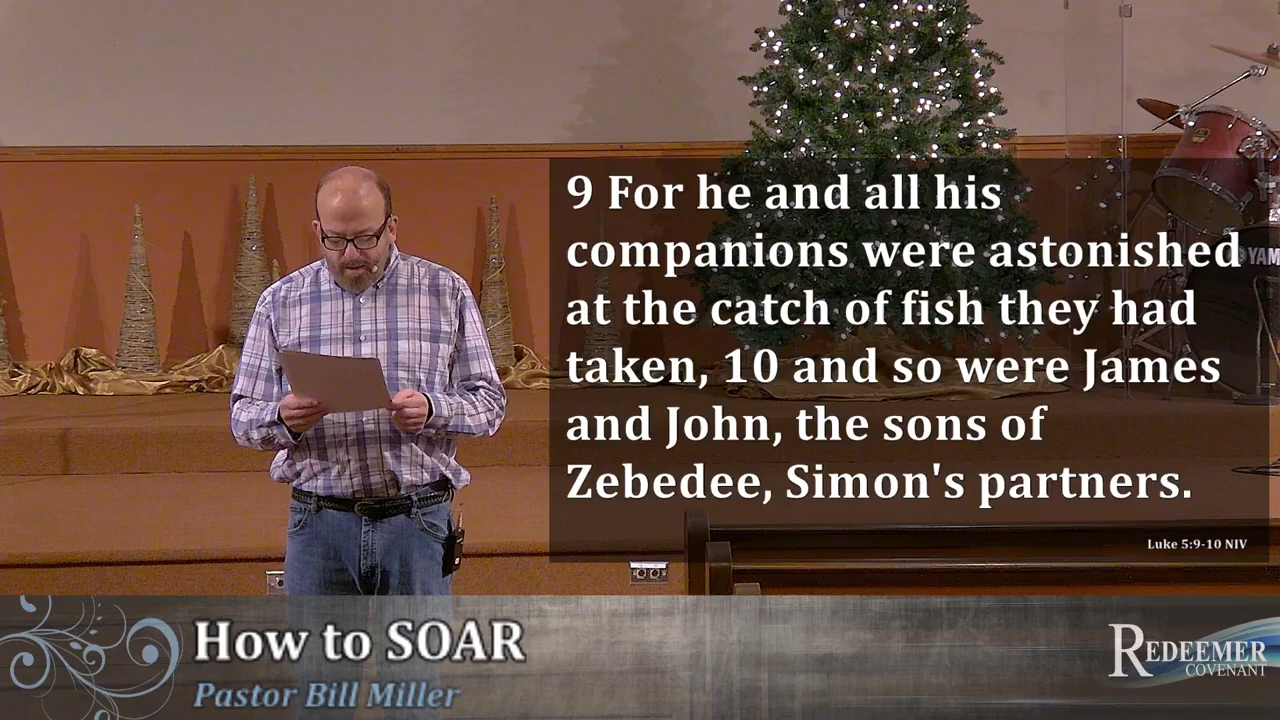 9 For he and all his
companions were astonished
at the catch of fish they had
taken, 10 and so were James
and John, the sons of
Zebedee, Simon's partners.
Luke 5:9-10 NIV
How to SOAR
Pastor Bill Miller
REDEEMER
COVENANT
YAM